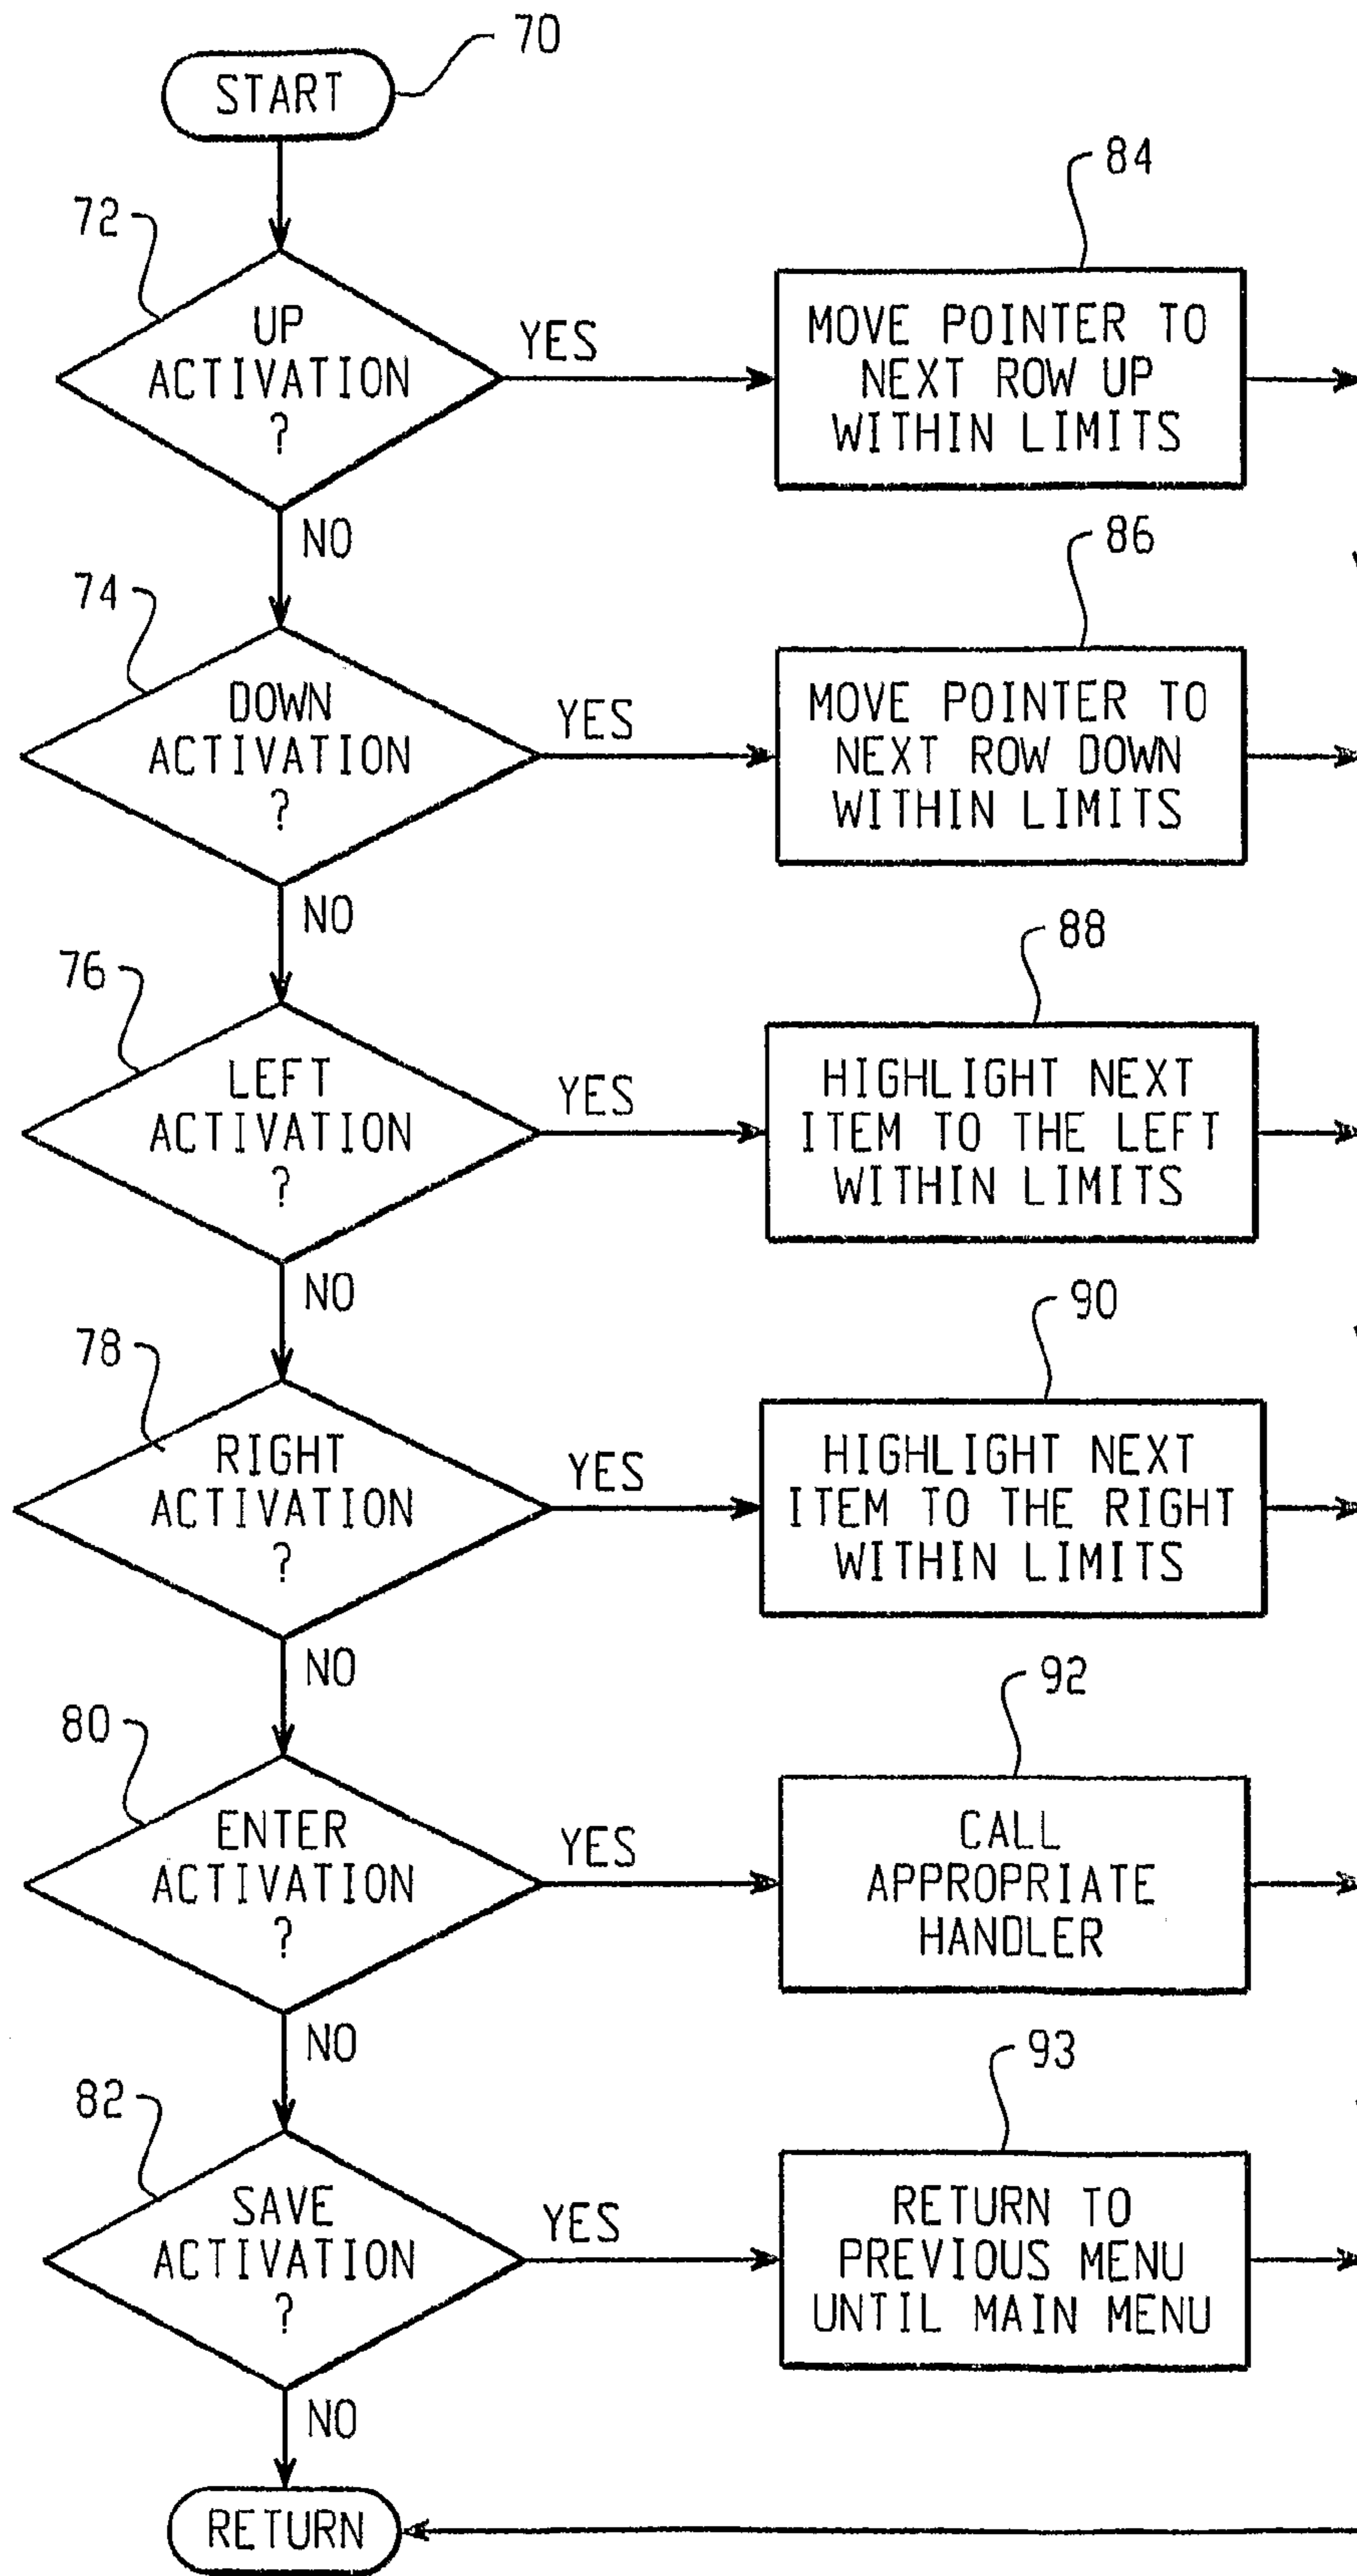 70
START
72
UP
ACTIVATION
?
YES
84
MOVE POINTER TO
NEXT ROW UP
WITHIN LIMITS
NO
74
DOWN
ACTIVATION
?
YES
86
MOVE POINTER TO
NEXT ROW DOWN
WITHIN LIMITS
NO
76
LEFT
ACTIVATION
?
YES
88
HIGHLIGHT NEXT
ITEM TO THE LEFT
WITHIN LIMITS
NO
78
RIGHT
ACTIVATION
?
YES
90
HIGHLIGHT NEXT
ITEM TO THE RIGHT
WITHIN LIMITS
NO
80
ENTER
ACTIVATION
?
YES
92
CALL
APPROPRIATE
HANDLER
NO
82
SAVE
ACTIVATION
?
YES
93
RETURN TO
PREVIOUS MENU
UNTIL MAIN MENU
NO
RETURN